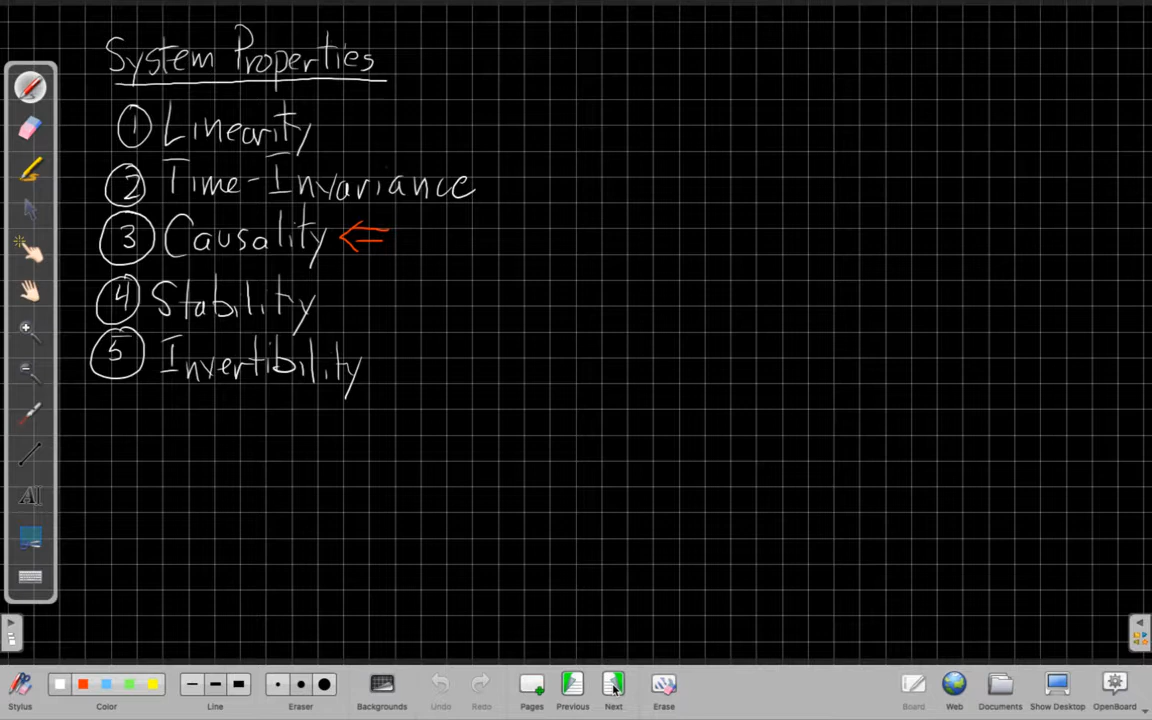 System Properties
1 Linearity
2 Time-Invariance
3 Causality ⇐
4 Stability
5 Invertibility
Stylus
Color
Line
Eraser
Backgrounds
Undo
Redo
Pages
Previous
Next
Erase
Board
Web
Documents
Show Desktop
OpenBoard